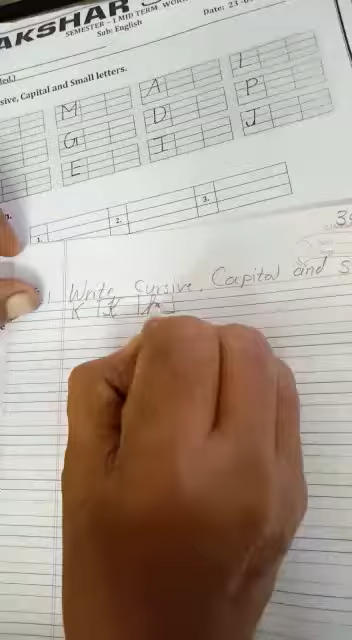 AKSHAR
SEMESTER - 1 MID TERM WORK
Sub: English
Date: 23
sive, Capital and Small letters.
M A L
G D P
E I J
1. 2. 3.
Write Cursive, Capital and S
K K k